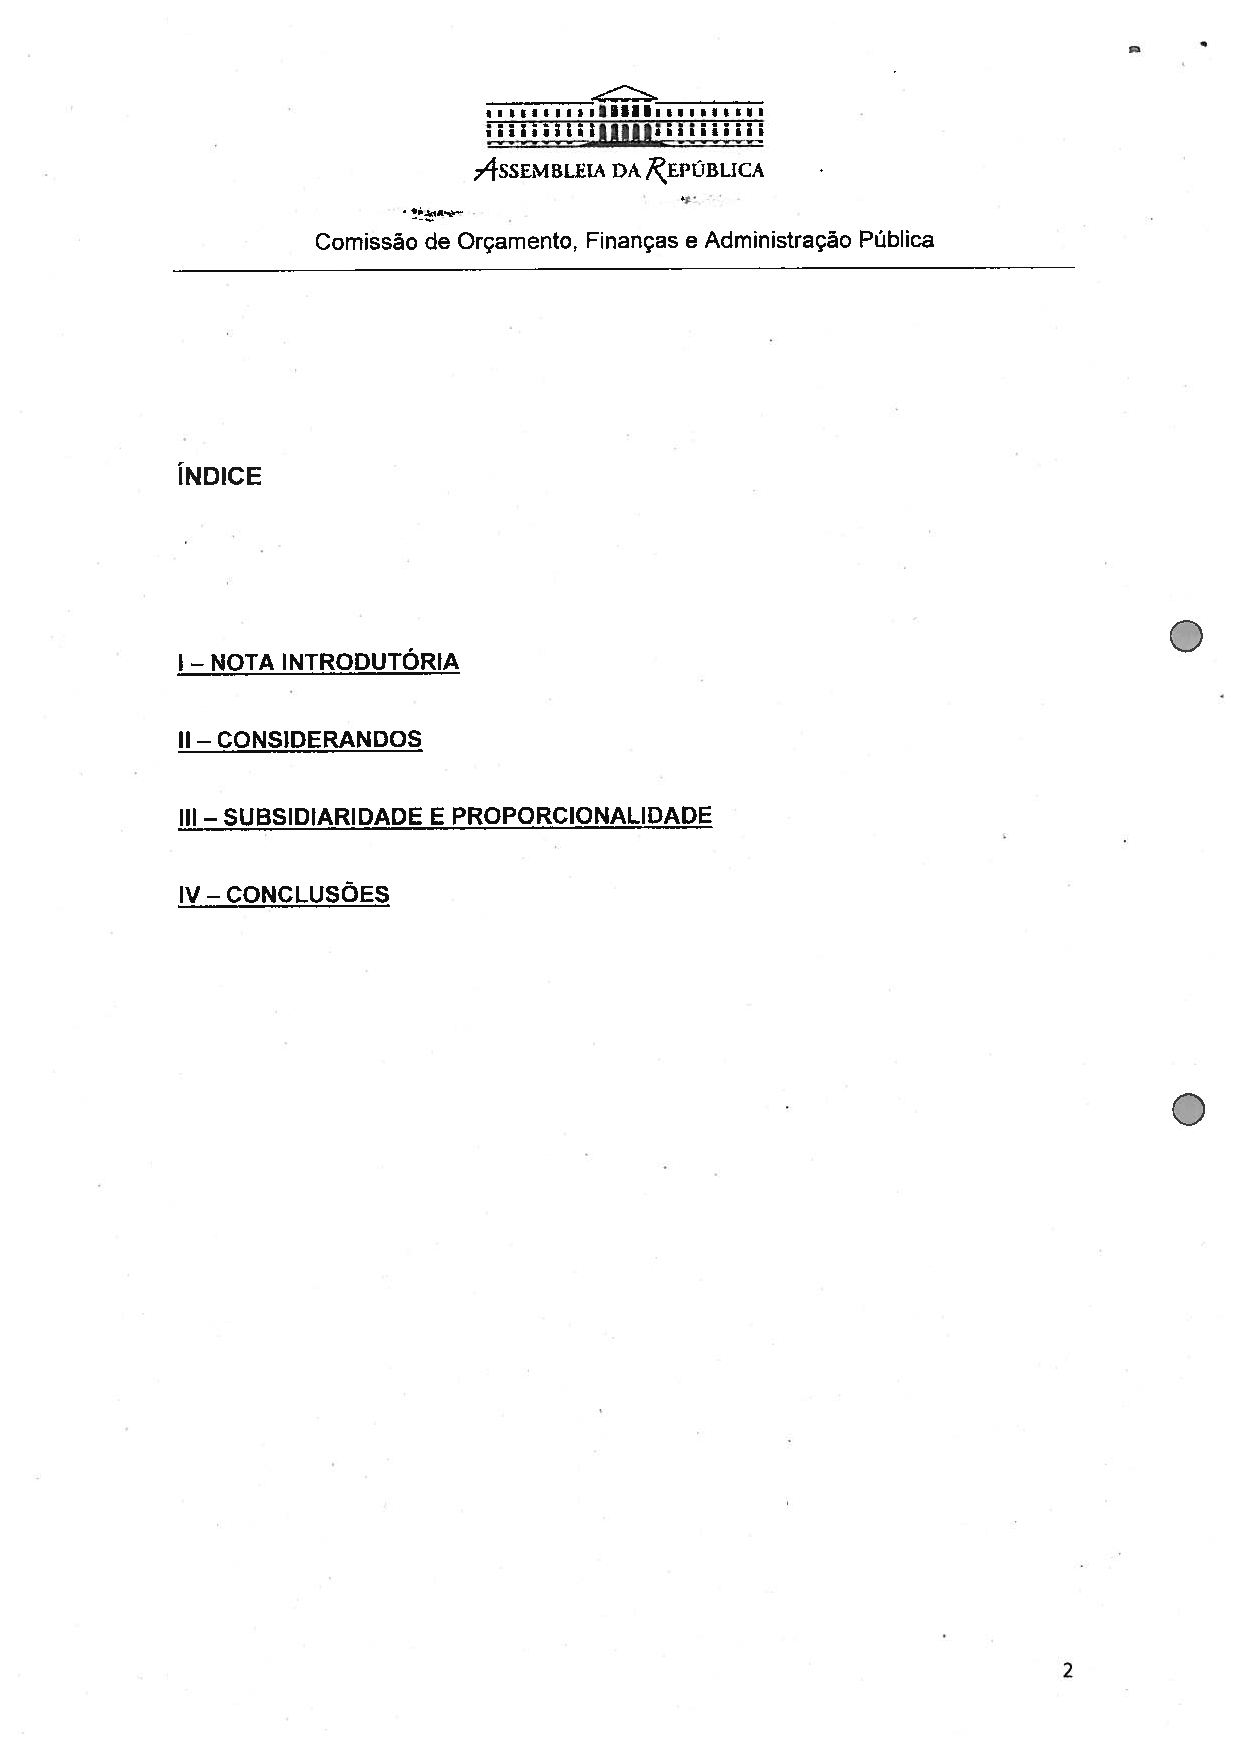 ASSEMBLEIA DA REPÚBLICA
Comissão de Orçamento, Finanças e Administração Pública
ÍNDICE
I – NOTA INTRODUTÓRIA
II – CONSIDERANDOS
III – SUBSIDIARIDADE E PROPORCIONALIDADE
IV – CONCLUSÕES
2